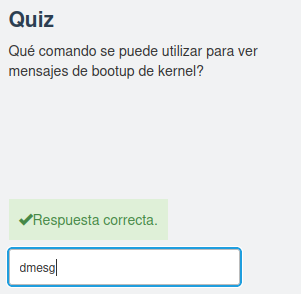 Quiz
Qué comando se puede utilizar para ver
mensajes de bootup de kernel?
✔Respuesta correcta.
dmesg